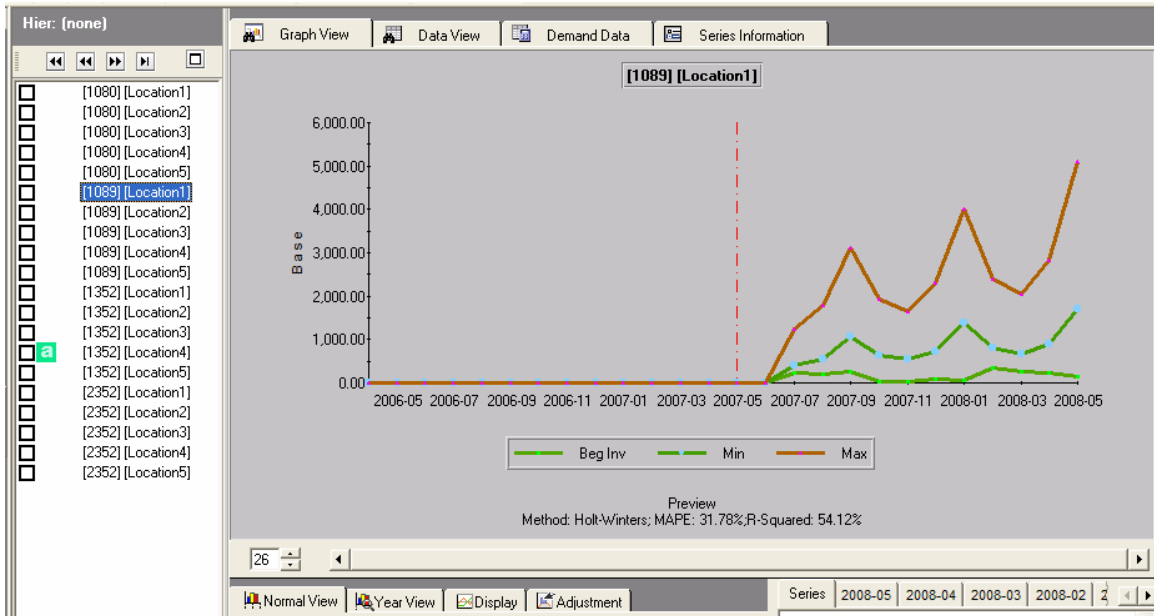 Hier: (none)
[1080] [Location1]
[1080] [Location2]
[1080] [Location3]
[1080] [Location4]
[1080] [Location5]
[1089] [Location1]
[1089] [Location2]
[1089] [Location3]
[1089] [Location4]
[1089] [Location5]
[1352] [Location1]
[1352] [Location2]
[1352] [Location3]
a [1352] [Location4]
[1352] [Location5]
[2352] [Location1]
[2352] [Location2]
[2352] [Location3]
[2352] [Location4]
[2352] [Location5]
Graph View Data View Demand Data Series Information
[1089] [Location1]
Base
6,000.00
5,000.00
4,000.00
3,000.00
2,000.00
1,000.00
0.00
2006-05 2006-07 2006-09 2006-11 2007-01 2007-03 2007-05 2007-07 2007-09 2007-11 2008-01 2008-03 2008-05
Beg Inv Min Max
Preview
Method: Holt-Winters; MAPE: 31.78%;R-Squared: 54.12%
26
Normal View Year View Display Adjustment
Series 2008-05 2008-04 2008-03 2008-02 2